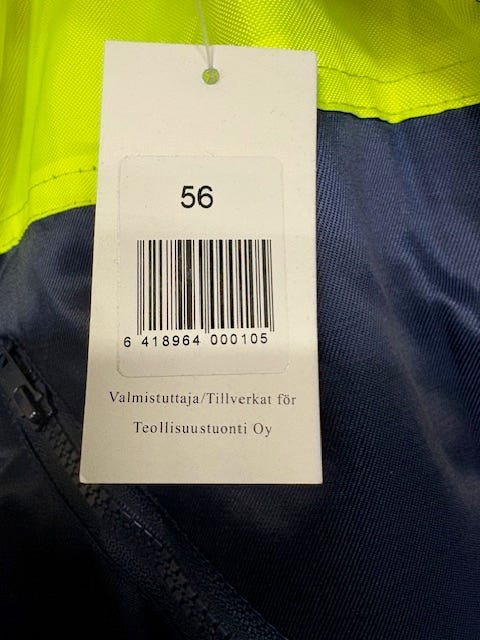 56
6 418964 000105
Valmistuttaja/Tillverkat för
Teollisuustuonti Oy